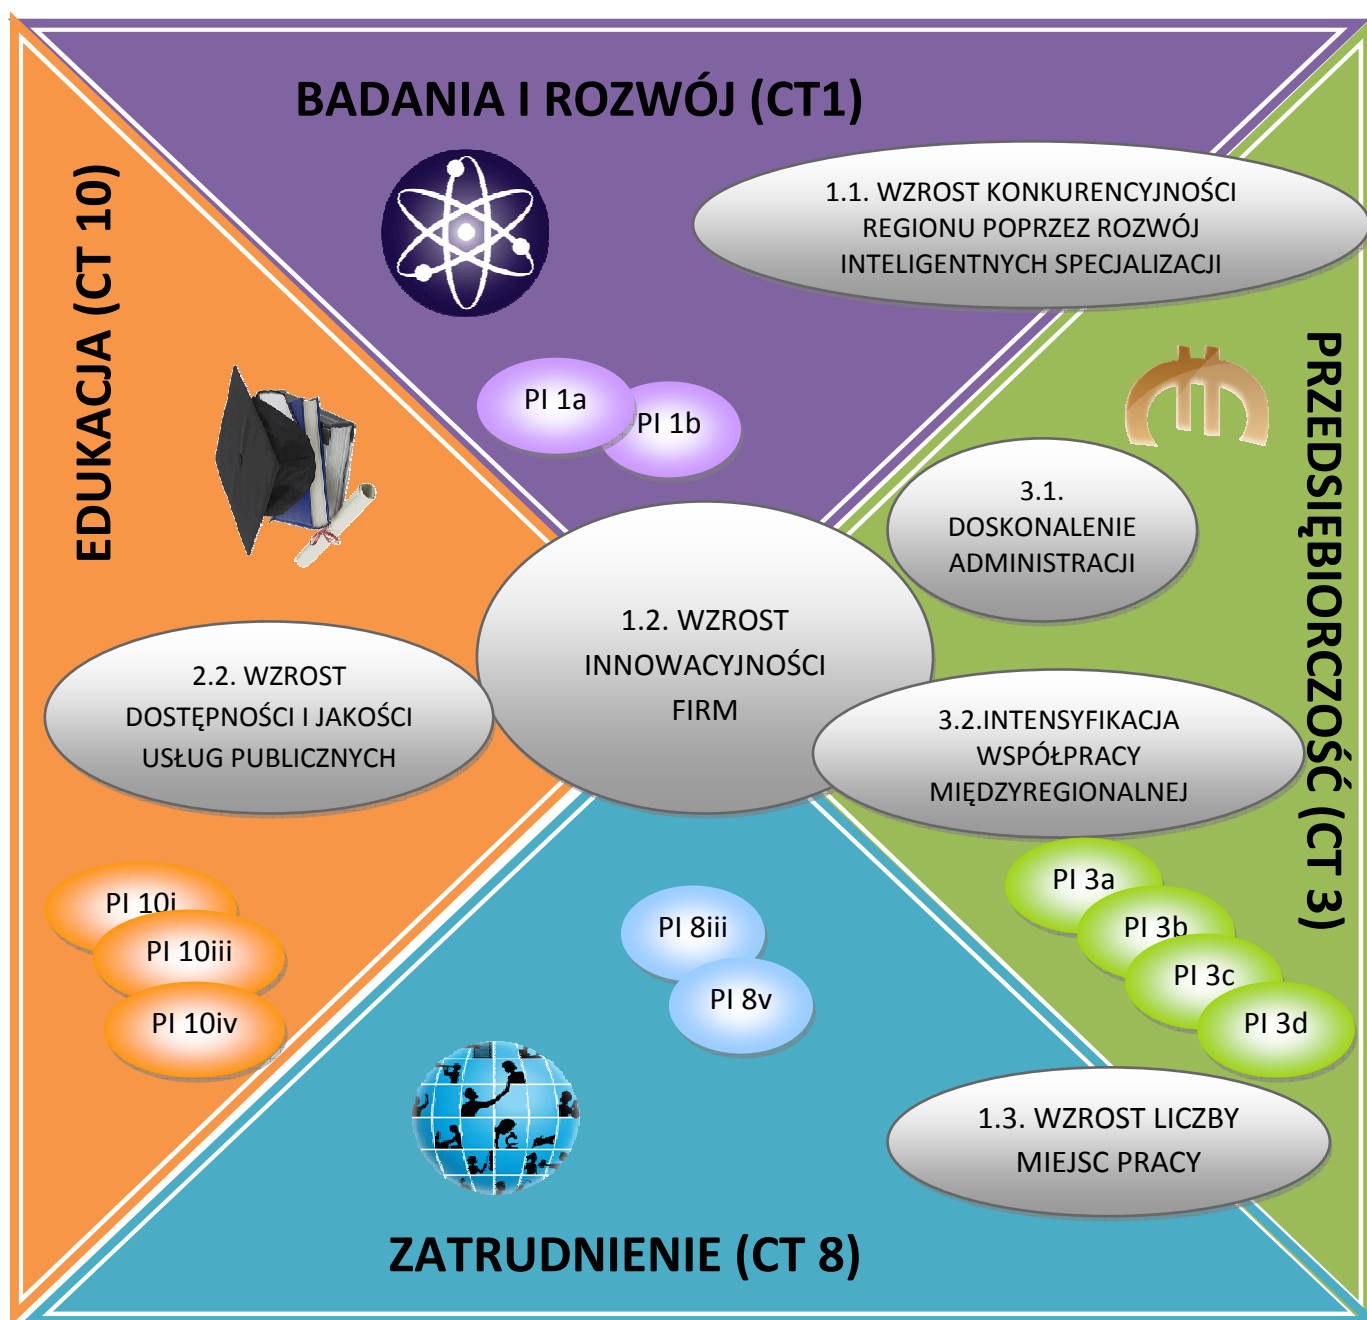 BADANIA I ROZWÓJ (CT1)
1.1. WZROST KONKURENCYJNOŚCI
REGIONU POPRZEZ ROZWÓJ
INTELIGENTNYCH SPECJALIZACJI
EDUKACJA (CT 10)
PRZEDSIĘBIORCZOŚĆ (CT 3)
PI 1a
PI 1b
3.1.
DOSKONALENIE
ADMINISTRACJI
1.2. WZROST
INNOWACYJNOŚCI
FIRM
2.2. WZROST
DOSTĘPNOŚCI I JAKOŚCI
USŁUG PUBLICZNYCH
3.2.INTENSYFIKACJA
WSPÓŁPRACY
MIĘDZYREGIONALNEJ
PI 10i
PI 10iii
PI 10iv
PI 8iii
PI 8v
PI 3a
PI 3b
PI 3c
PI 3d
1.3. WZROST LICZBY
MIEJSC PRACY
ZATRUDNIENIE (CT 8)